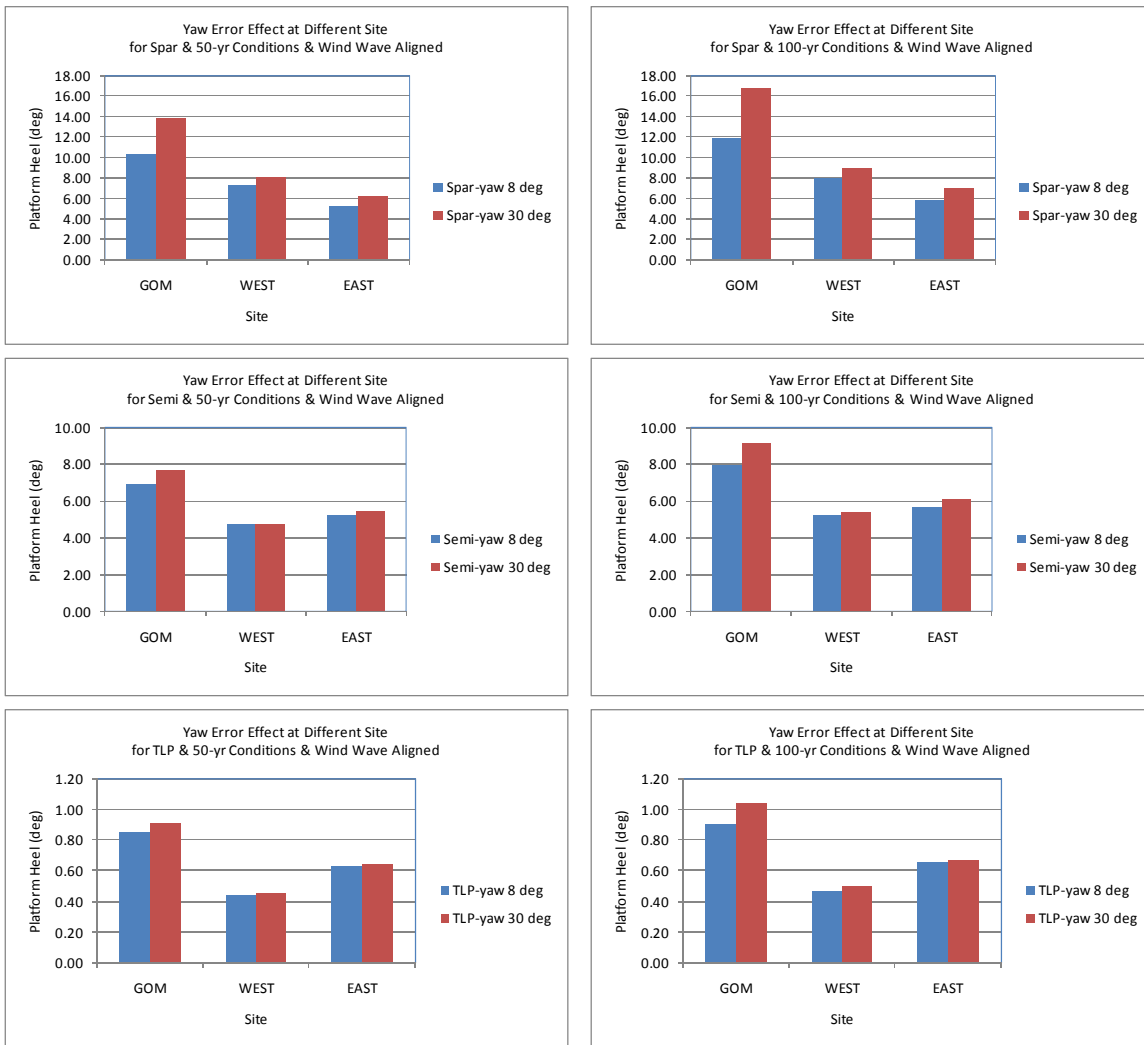 Yaw Error Effect at Different Site
for Spar & 50-yr Conditions & Wind Wave Aligned
18.00
16.00
14.00
12.00
10.00
8.00
6.00
4.00
2.00
0.00
Platform Heel (deg)
GOM WEST EAST
Site
Spar-yaw 8 deg
Spar-yaw 30 deg
Yaw Error Effect at Different Site
for Spar & 100-yr Conditions & Wind Wave Aligned
18.00
16.00
14.00
12.00
10.00
8.00
6.00
4.00
2.00
0.00
Platform Heel (deg)
GOM WEST EAST
Site
Spar-yaw 8 deg
Spar-yaw 30 deg
Yaw Error Effect at Different Site
for Semi & 50-yr Conditions & Wind Wave Aligned
10.00
8.00
6.00
4.00
2.00
0.00
Platform Heel (deg)
GOM WEST EAST
Site
Semi-yaw 8 deg
Semi-yaw 30 deg
Yaw Error Effect at Different Site
for Semi & 100-yr Conditions & Wind Wave Aligned
10.00
8.00
6.00
4.00
2.00
0.00
Platform Heel (deg)
GOM WEST EAST
Site
Semi-yaw 8 deg
Semi-yaw 30 deg
Yaw Error Effect at Different Site
for TLP & 50-yr Conditions & Wind Wave Aligned
1.20
1.00
0.80
0.60
0.40
0.20
0.00
Platform Heel (deg)
GOM WEST EAST
Site
TLP-yaw 8 deg
TLP-yaw 30 deg
Yaw Error Effect at Different Site
for TLP & 100-yr Conditions & Wind Wave Aligned
1.20
1.00
0.80
0.60
0.40
0.20
0.00
Platform Heel (deg)
GOM WEST EAST
Site
TLP-yaw 8 deg
TLP-yaw 30 deg